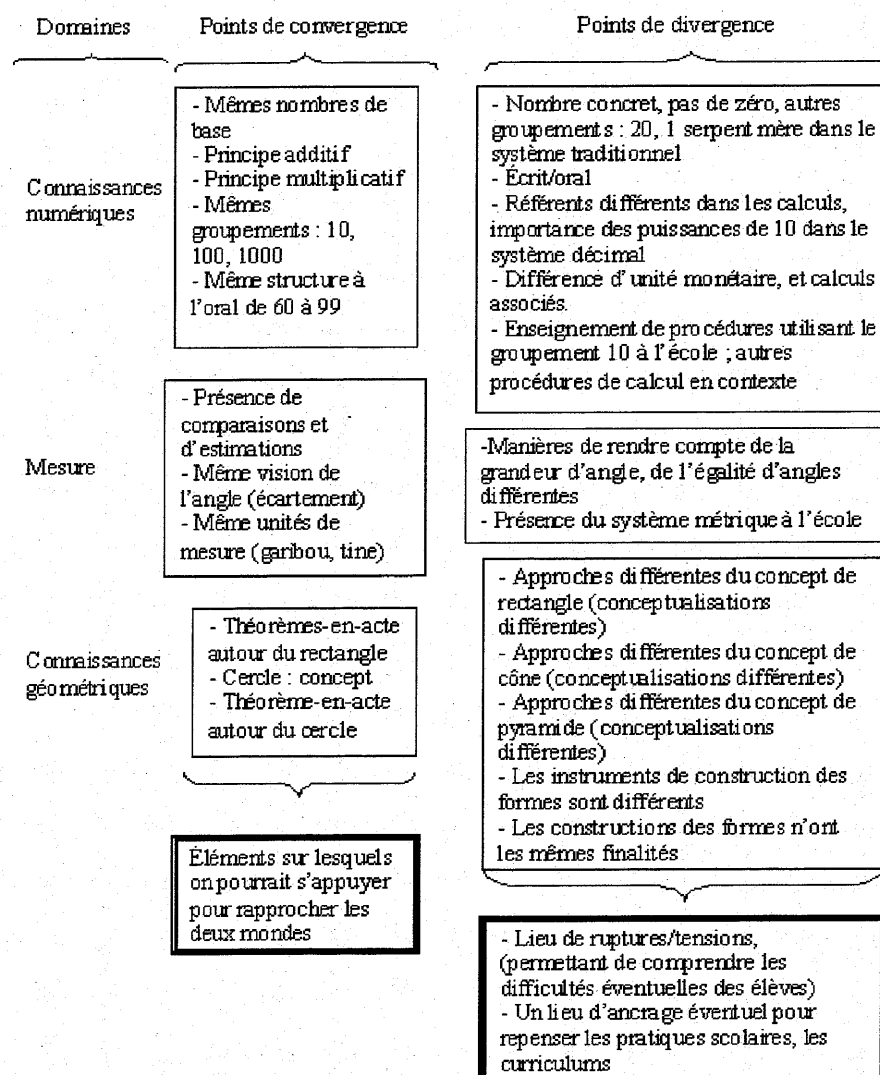 Domaines
Points de convergence
Points de divergence
Connaissances
numériques
- Mêmes nombres de
base
- Principe additif
- Principe multiplicatif
- Mêmes
groupements : 10,
100, 1000
- Même structure à
l'oral de 60 à 99
- Nombre concret, pas de zéro, autres
groupements : 20, 1 serpent mère dans le
système traditionnel
- Écrit/oral
- Référents différents dans les calculs,
importance des puissances de 10 dans le
système décimal
- Différence d'unité monétaire, et calculs
associés.
- Enseignement de procédures utilisant le
groupement 10 à l'école ; autres
procédures de calcul en contexte
Mesure
- Présence de
comparaisons et
d'estimations
- Même vision de
l'angle (écartement)
- Même unités de
mesure (garibou, tine)
-Manières de rendre compte de la
grandeur d'angle, de l'égalité d'angles
différentes
- Présence du système métrique à l'école
Connaissances
géométriques
- Théorèmes-en-acte
autour du rectangle
- Cercle : concept
- Théorème-en-acte
autour du cercle
- Approches différentes du concept de
rectangle (conceptualisations
différentes)
- Approches différentes du concept de
cône (conceptualisations différentes)
- Approches différentes du concept de
pyramide (conceptualisations
différentes)
- Les instruments de construction des
formes sont différents
- Les constructions des formes n'ont
les mêmes finalités
Éléments sur lesquels
on pourrait s'appuyer
pour rapprocher les
deux mondes
- Lieu de ruptures/tensions,
(permettant de comprendre les
difficultés éventuelles des élèves)
- Un lieu d'ancrage éventuel pour
repenser les pratiques scolaires, les
curriculums